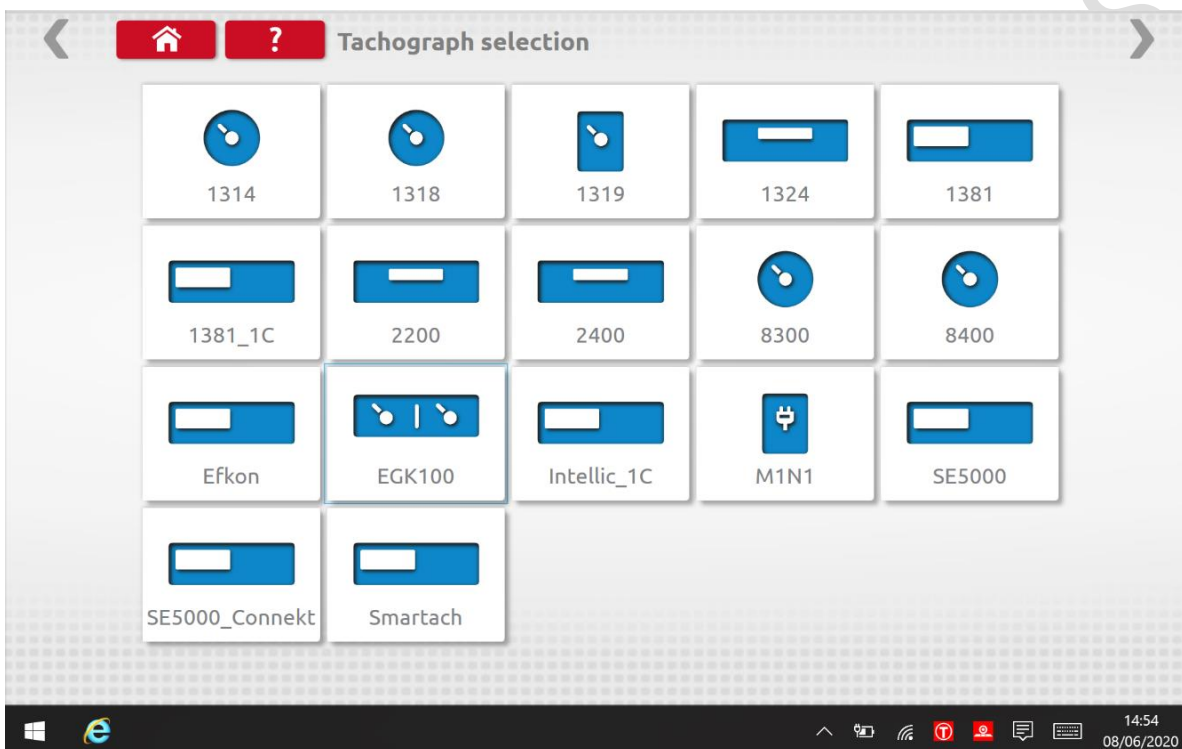 ? Tachograph selection
1314 1318 1319 1324 1381
1381_1C 2200 2400 8300 8400
Efkon EGK100 Intellic_1C M1N1 SE5000
SE5000_Connekt Smartach
14:54
08/06/2020